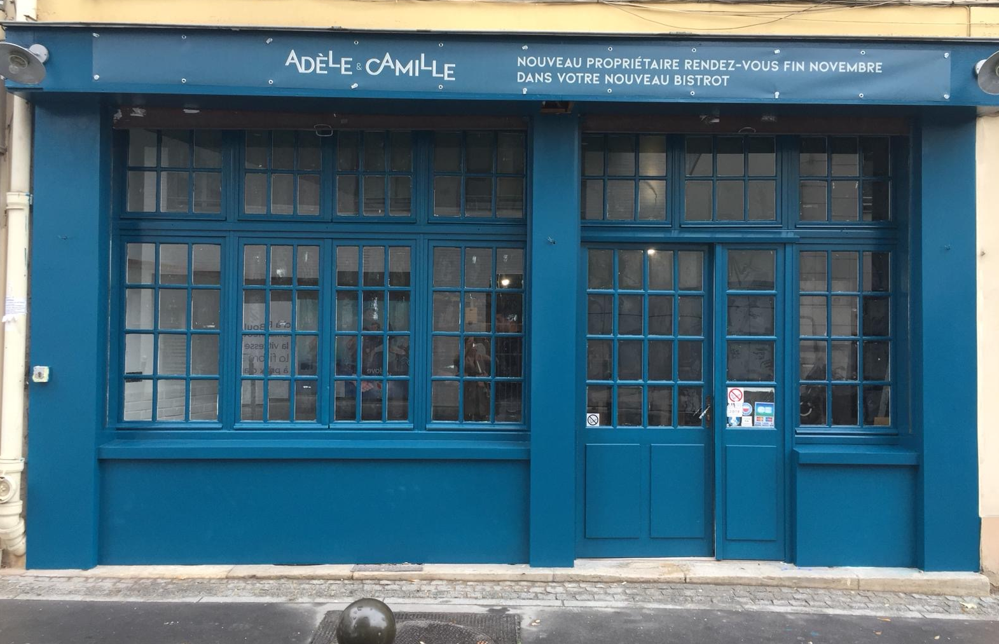 ADÈLE & CAMILLE
NOUVEAU PROPRIÉTAIRE RENDEZ-VOUS FIN NOVEMBRE
DANS VOTRE NOUVEAU BISTROT